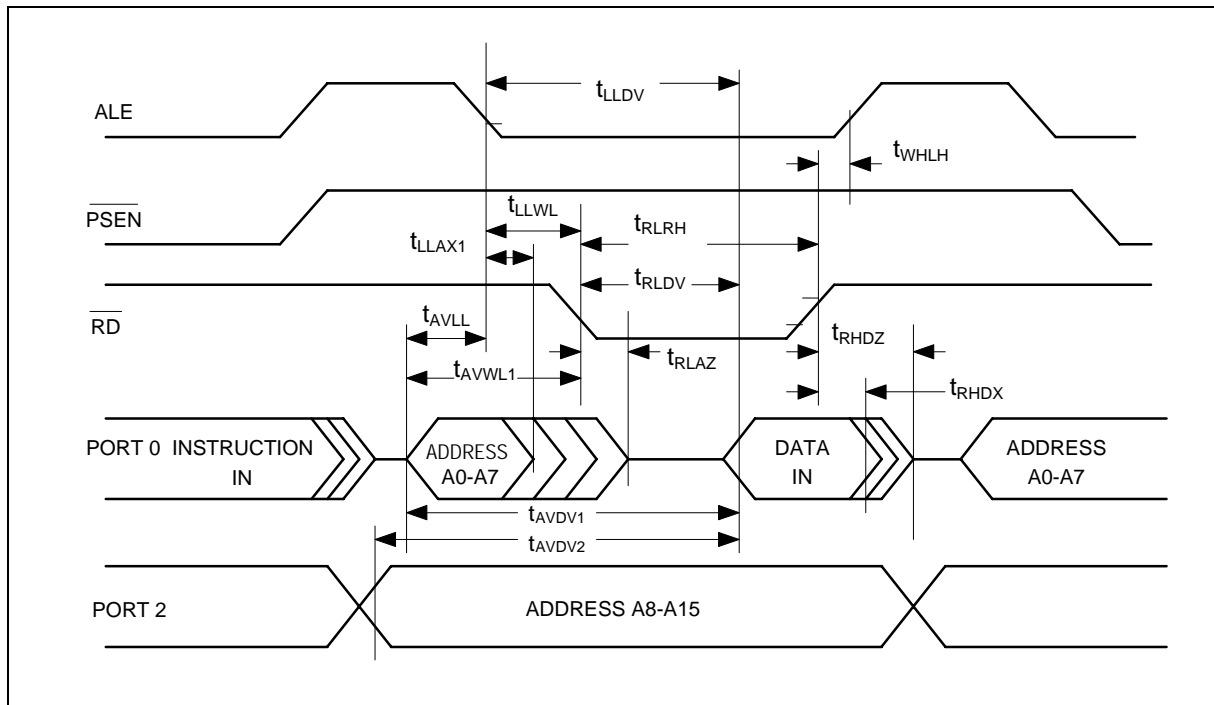 ALE
tLLDV
tWHLH
PSEN
tLLWL
tRLRH
tLLAX1
tRLDV
RD
tAVLL
tRLAZ
tRHDZ
tAVWL1
tRHDX
PORT 0 INSTRUCTION
IN
ADDRESS
A0-A7
DATA
IN
ADDRESS
A0-A7
tAVDV1
tAVDV2
PORT 2
ADDRESS A8-A15